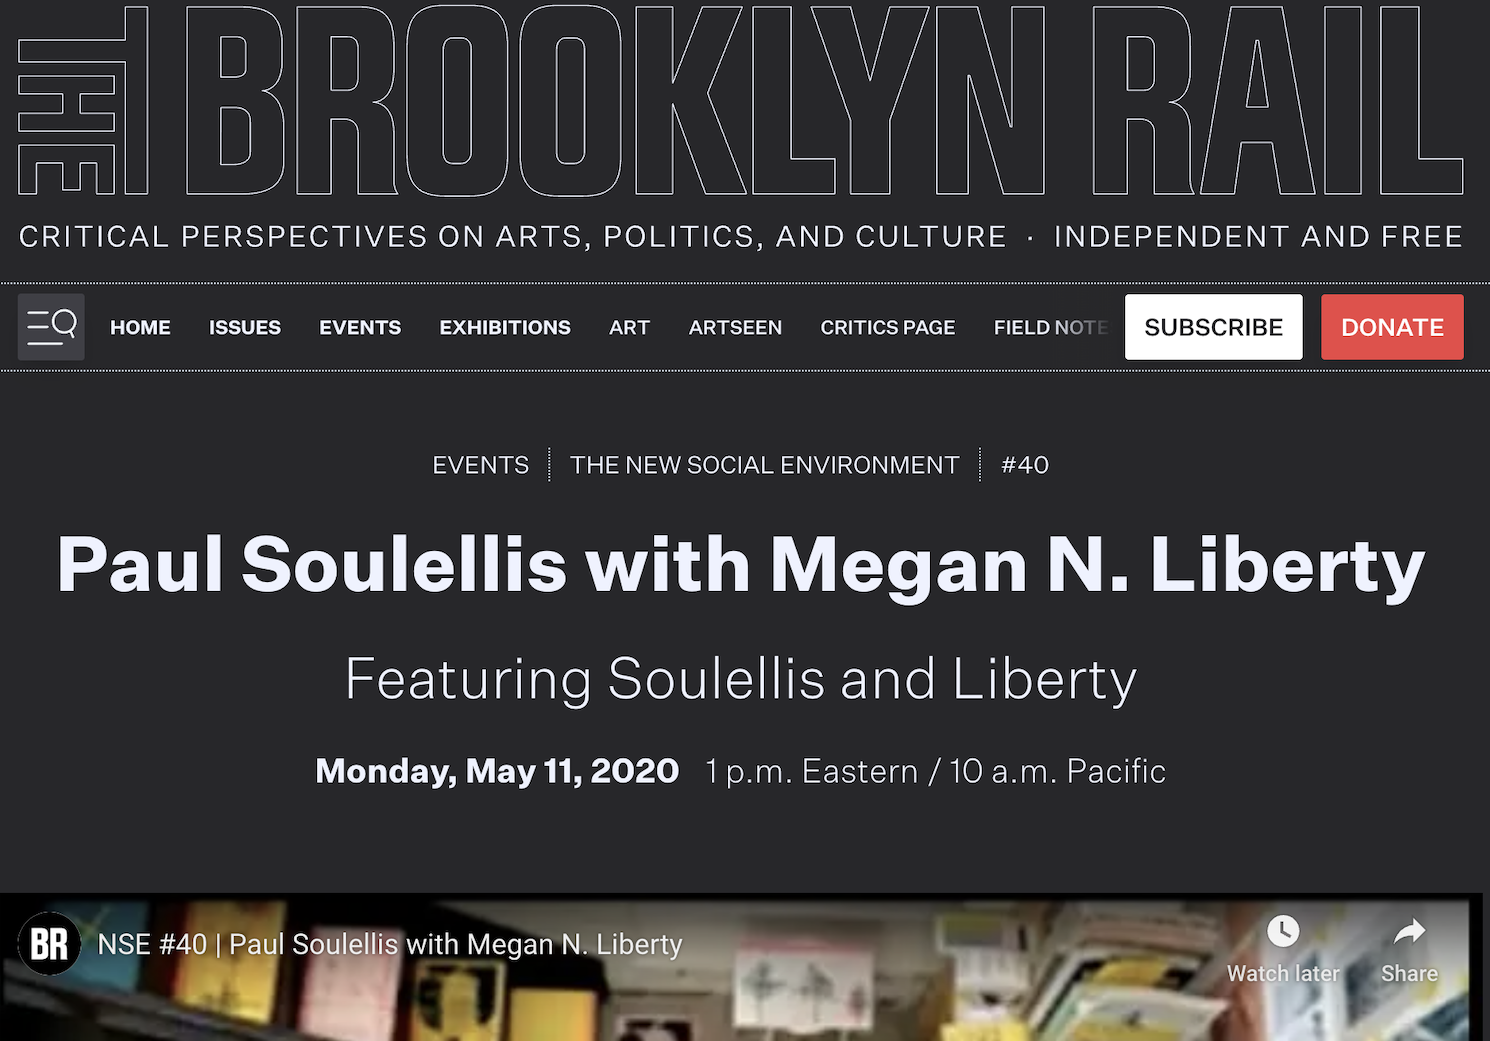 THE BROOKLYN RAIL
CRITICAL PERSPECTIVES ON ARTS, POLITICS, AND CULTURE · INDEPENDENT AND FREE
HOME ISSUES EVENTS EXHIBITIONS ART ARTSEEN CRITICS PAGE FIELD NOTE SUBSCRIBE DONATE
EVENTS THE NEW SOCIAL ENVIRONMENT #40
Paul Soulellis with Megan N. Liberty
Featuring Soulellis and Liberty
Monday, May 11, 2020 1 p.m. Eastern / 10 a.m. Pacific
BR NSE #40 | Paul Soulellis with Megan N. Liberty
Watch later Share